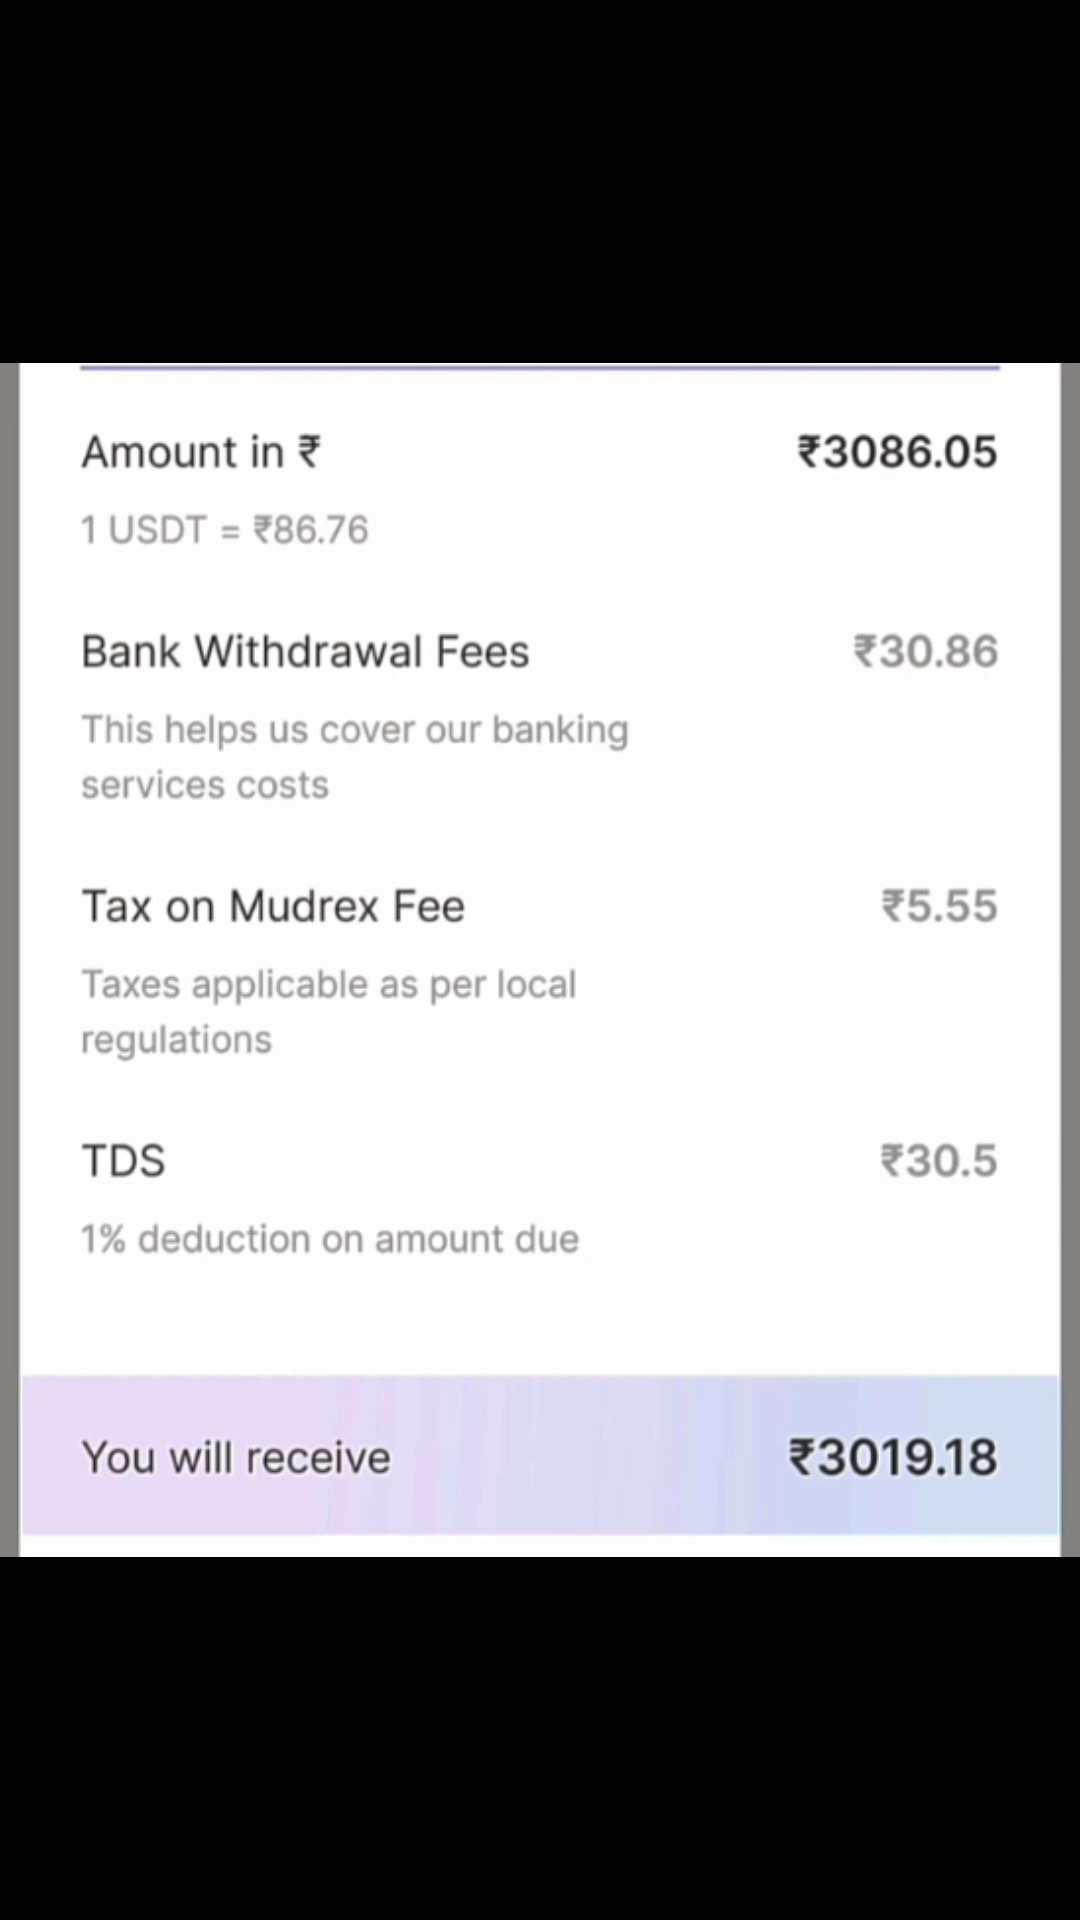 Amount in ₹ ₹3086.05
1 USDT = ₹86.76
Bank Withdrawal Fees ₹30.86
This helps us cover our banking
services costs
Tax on Mudrex Fee ₹5.55
Taxes applicable as per local
regulations
TDS ₹30.5
1% deduction on amount due
You will receive ₹3019.18